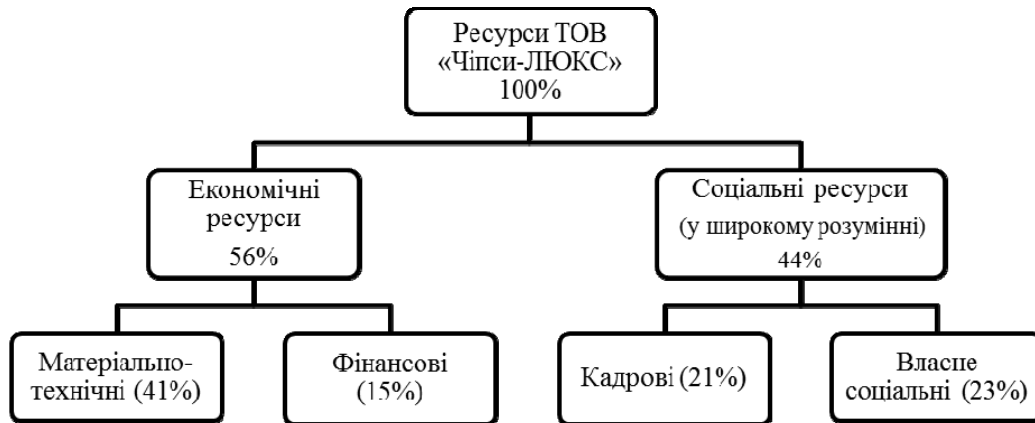 Ресурси ТОВ
«Чіпси-ЛЮКС»
100%
Економічні
ресурси
56%
Соціальні ресурси
(у широкому розумінні)
44%
Матеріально-
технічні (41%)
Фінансові
(15%)
Кадрові (21%)
Власне
соціальні (23%)